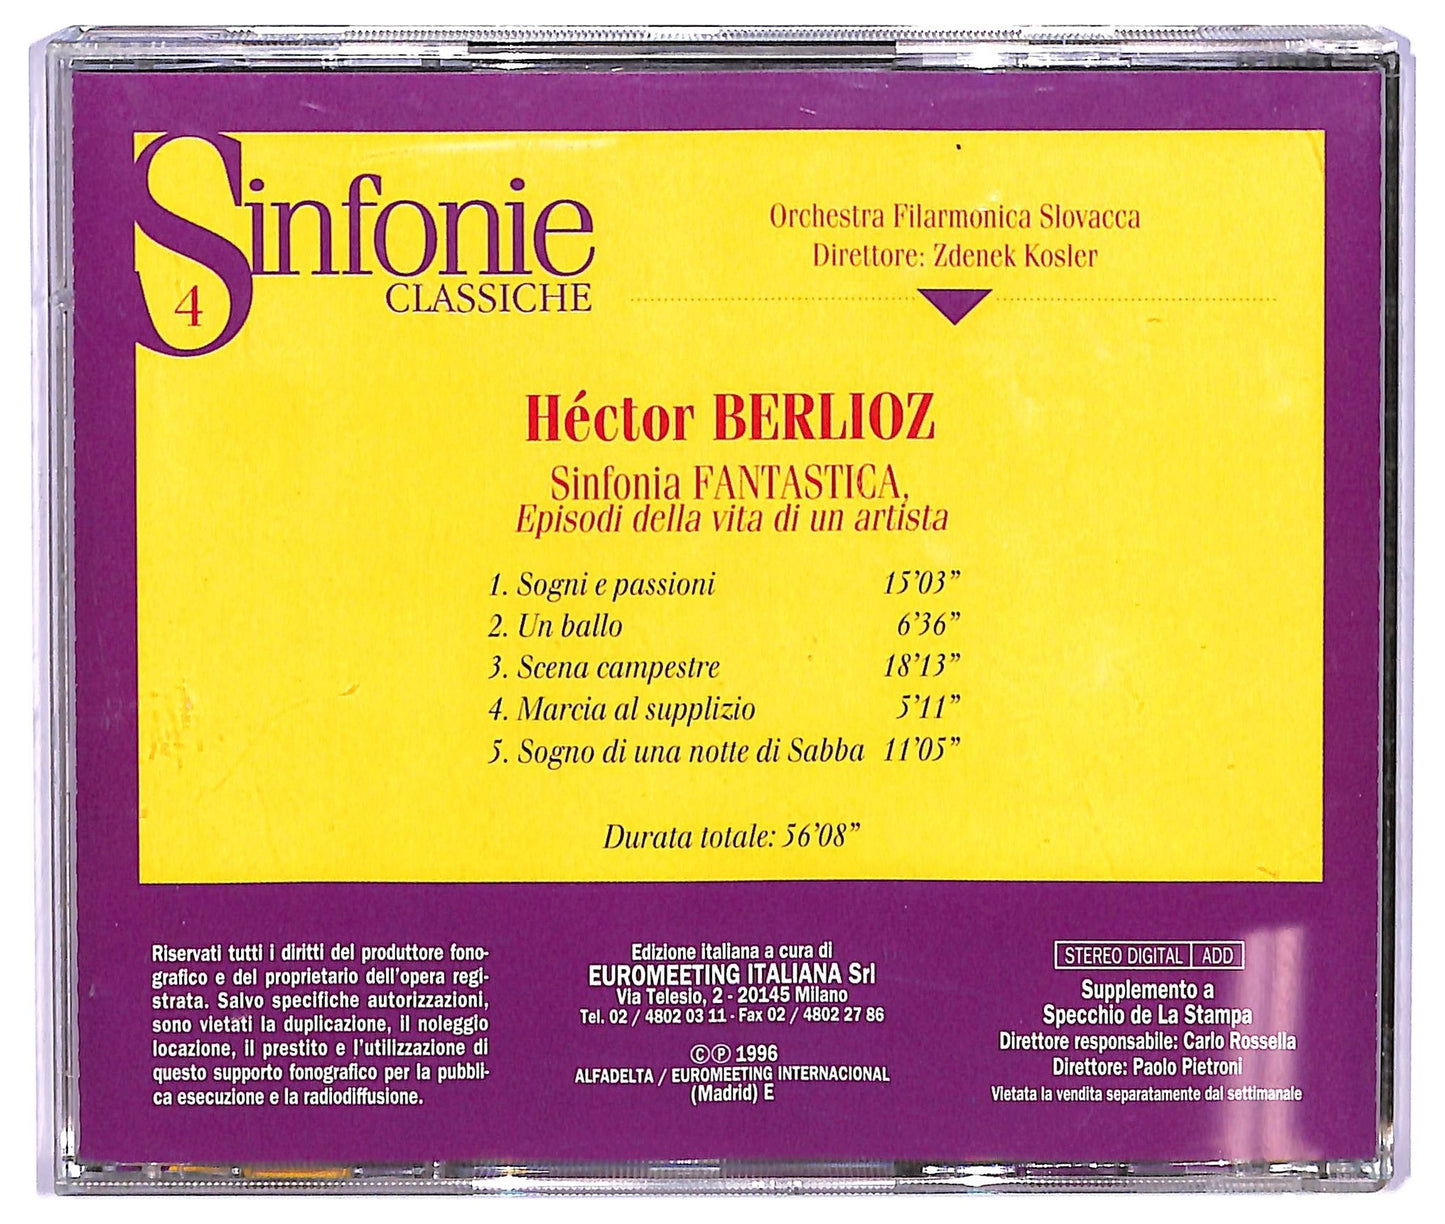 Sinfonie
CLASSICHE
4
Orchestra Filarmonica Slovacca
Direttore: Zdenek Kosler
Héctor BERLIOZ
Sinfonia FANTASTICA,
Episodi della vita di un artista
1. Sogni e passioni 15’03”
2. Un ballo 6’36”
3. Scena campestre 18’13”
4. Marcia al supplizio 5’11”
5. Sogno di una notte di Sabba 11’05”
Durata totale: 56’08”
Riservati tutti i diritti del produttore fono-
grafico e del proprietario dell’opera regi-
strata. Salvo specifiche autorizzazioni,
sono vietati la duplicazione, il noleggio
locazione, il prestito e l’utilizzazione di
questo supporto fonografico per la pubbli-
ca esecuzione e la radiodiffusione.
Edizione italiana a cura di
EUROMEETING ITALIANA Srl
Via Telesio, 2 - 20145 Milano
Tel. 02 / 4802 03 11 - Fax 02 / 4802 27 86
©℗ 1996
ALFADELTA / EUROMEETING INTERNACIONAL
(Madrid) E
STEREO DIGITAL ADD
Supplemento a
Specchio de La Stampa
Direttore responsabile: Carlo Rossella
Direttore: Paolo Pietroni
Vietata la vendita separatamente dal settimanale